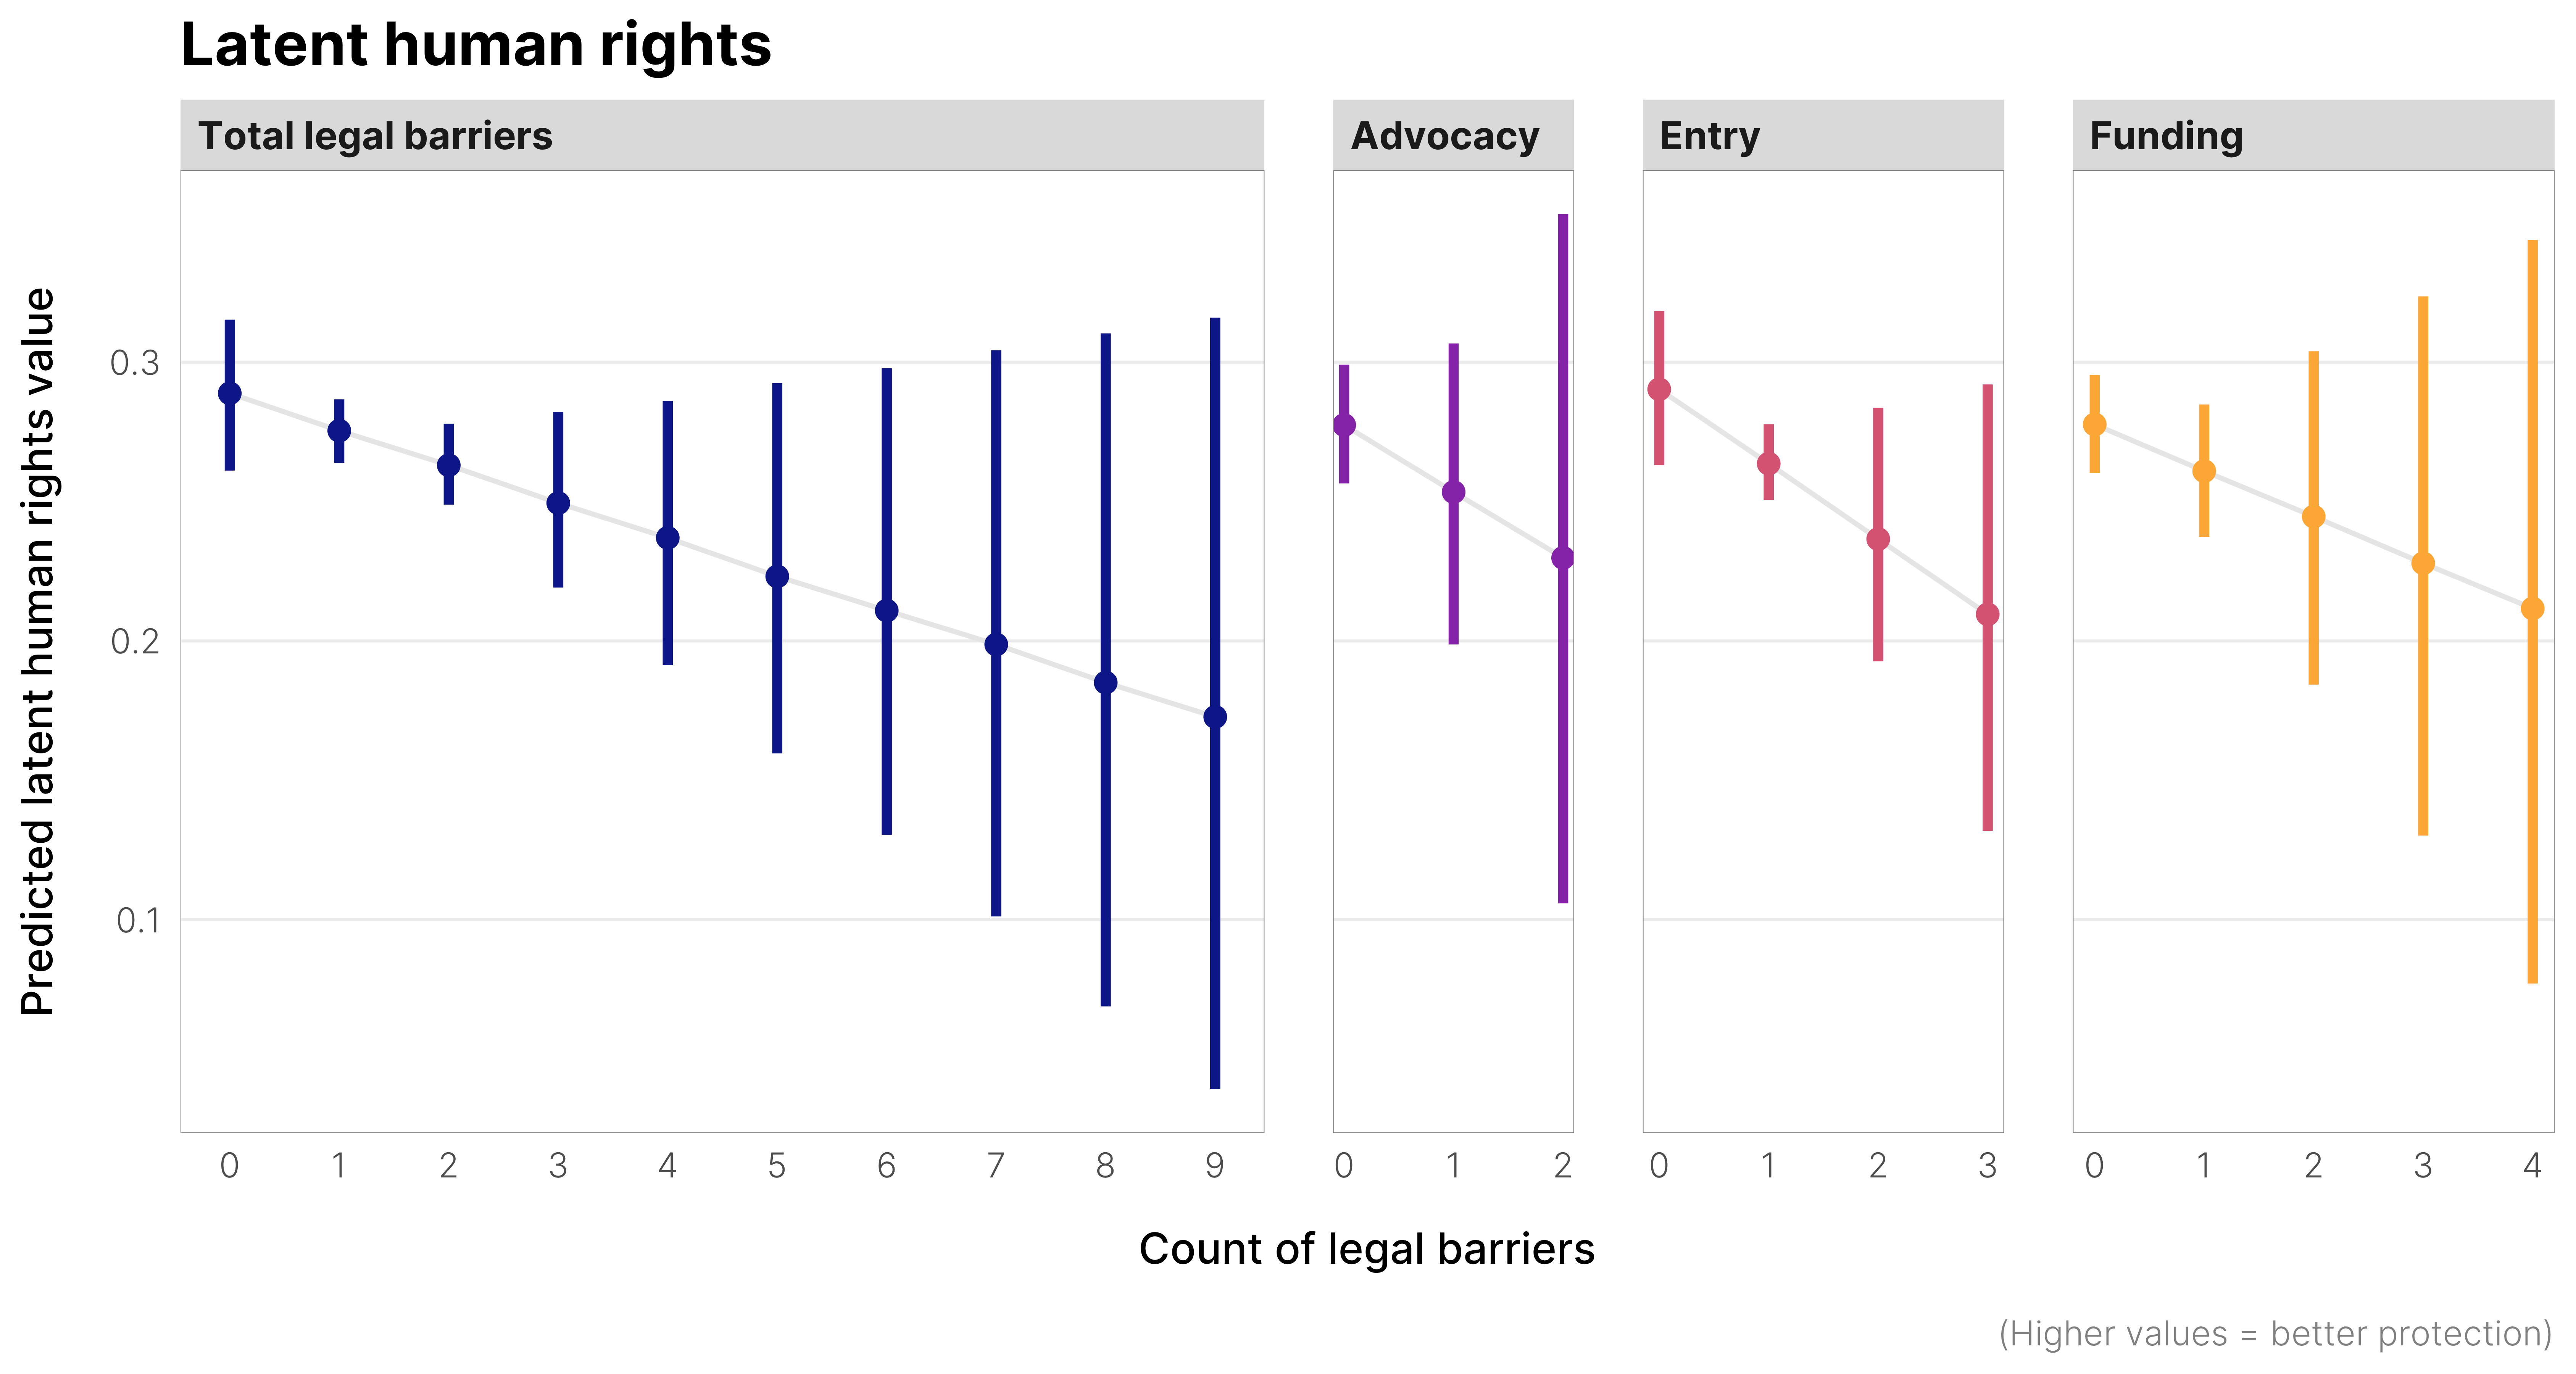 Latent human rights
Total legal barriers
Advocacy
Entry
Funding
Predicted latent human rights value
0.3
0.2
0.1
0 1 2 3 4 5 6 7 8 9
0 1 2
0 1 2 3
0 1 2 3 4
Count of legal barriers
(Higher values = better protection)